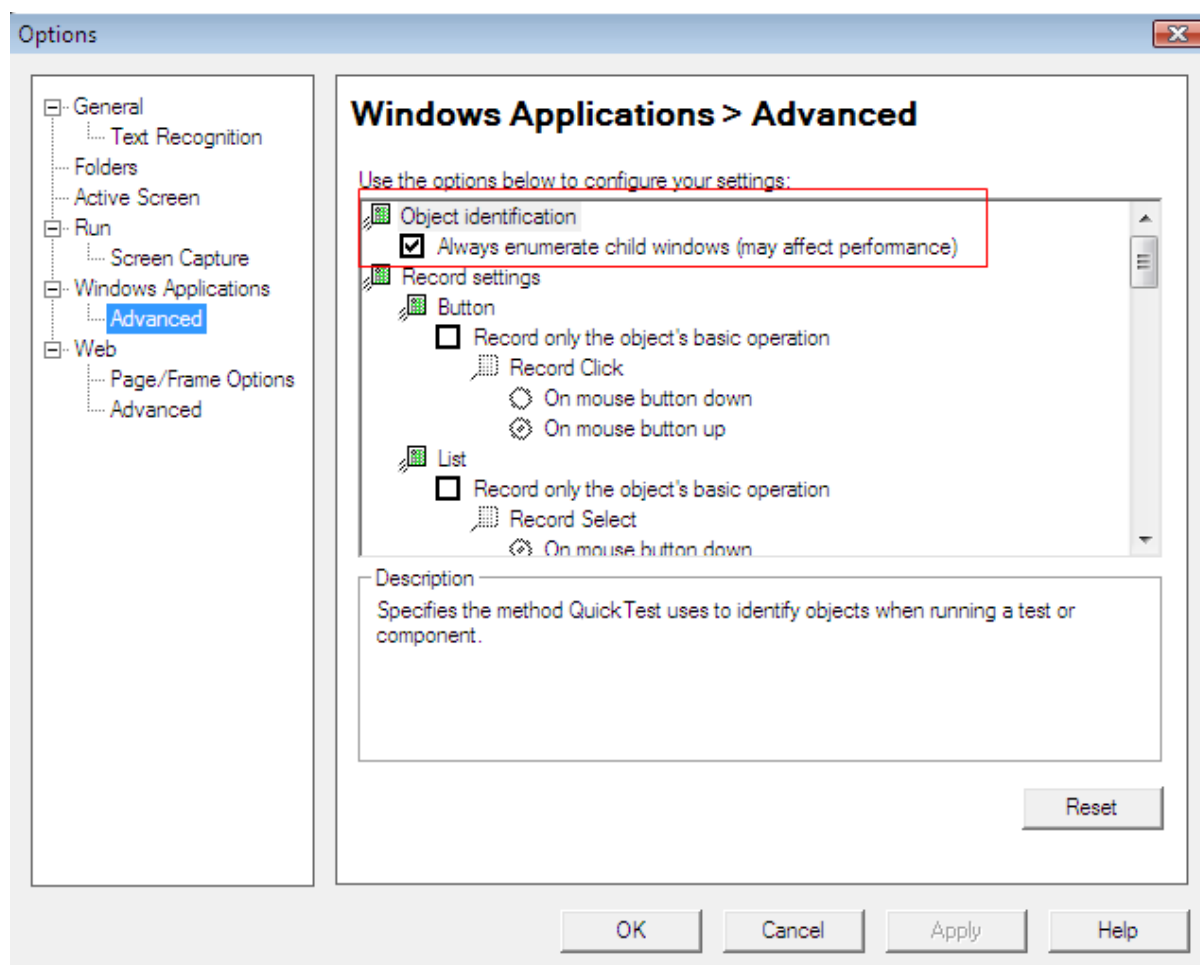 Options
General
Text Recognition
Folders
Active Screen
Run
Screen Capture
Windows Applications
Advanced
Web
Page/Frame Options
Advanced
Windows Applications > Advanced
Use the options below to configure your settings:
Object identification
Always enumerate child windows (may affect performance)
Record settings
Button
Record only the object's basic operation
Record Click
On mouse button down
On mouse button up
List
Record only the object's basic operation
Record Select
On mouse button down
Description
Specifies the method QuickTest uses to identify objects when running a test or
component.
Reset
OK
Cancel
Apply
Help